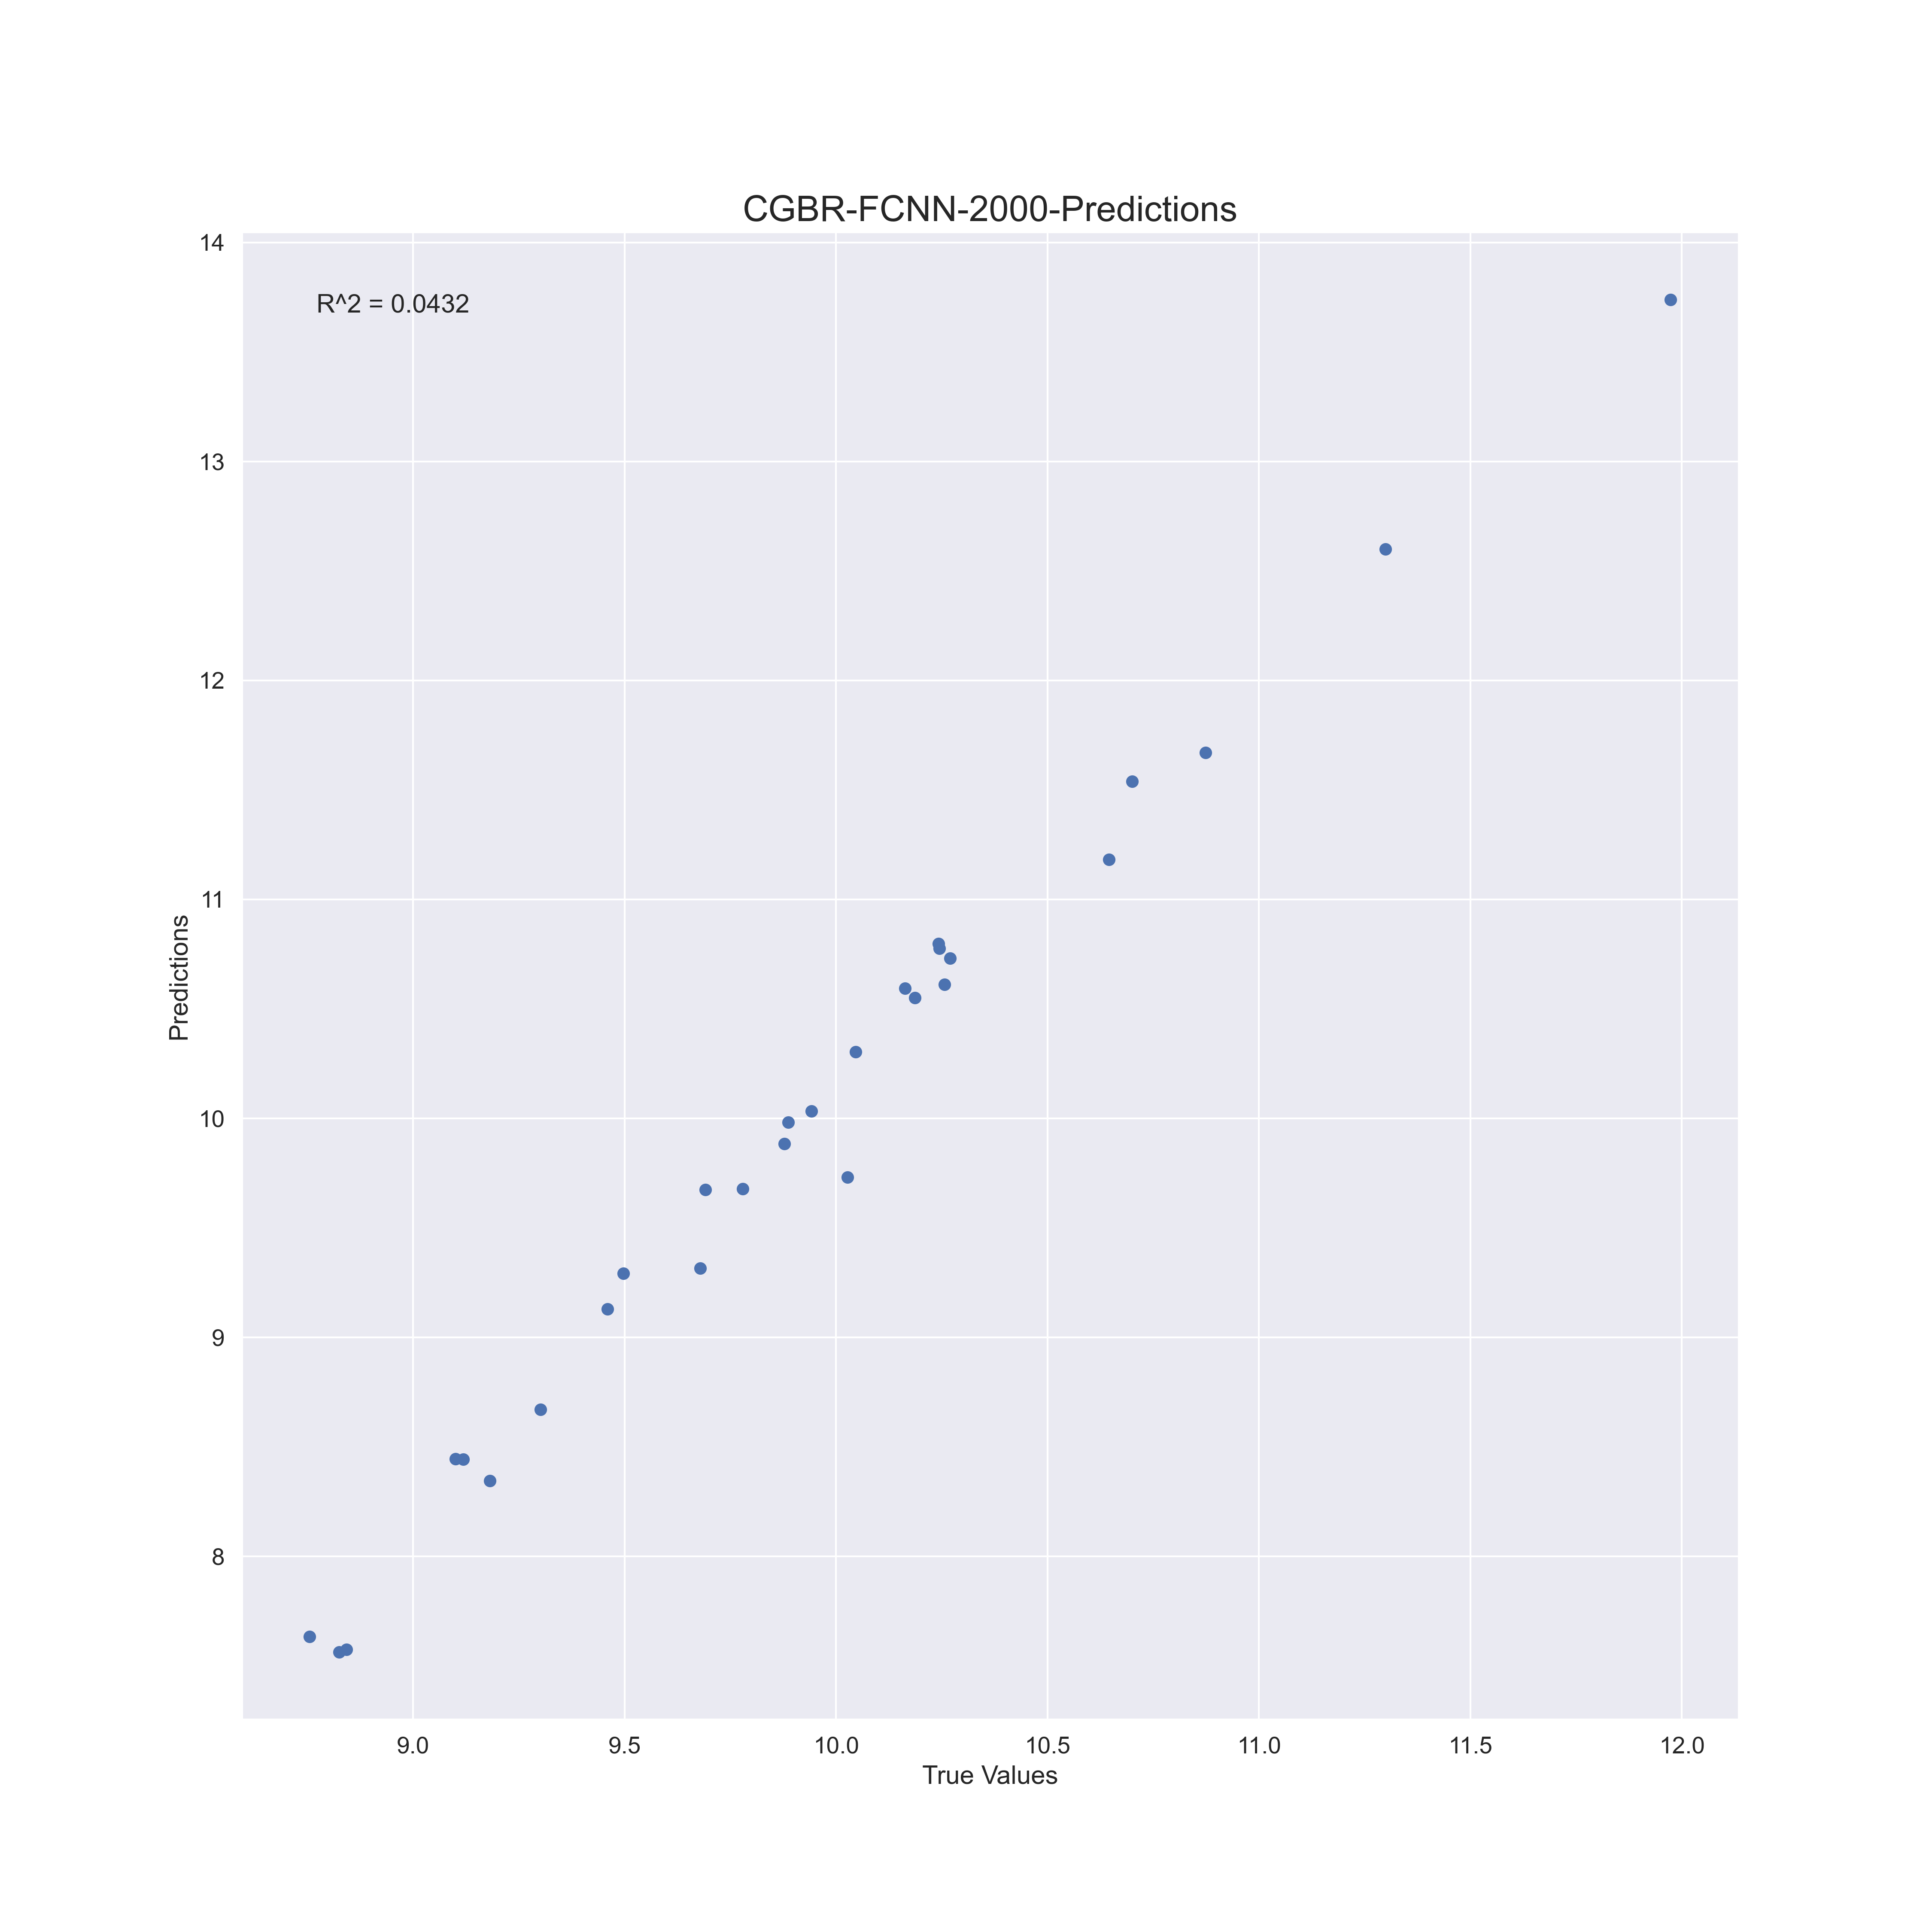 CGBR-FCNN-2000-Predictions
R^2 = 0.0432
14
13
12
11
10
9
8
Predictions
9.0 9.5 10.0 10.5 11.0 11.5 12.0
True Values